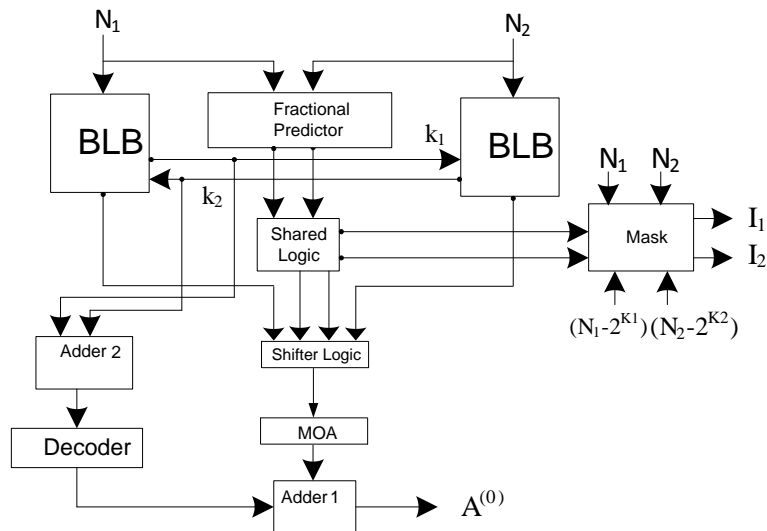 N₁
N₂
Fractional
Predictor
BLB
BLB
k₁
k₂
N₁
N₂
Shared
Logic
Mask
I₁
I₂
(N₁-2ᴷ¹)
(N₂-2ᴷ²)
Adder 2
Shifter Logic
Decoder
MOA
Adder 1
A⁽⁰⁾